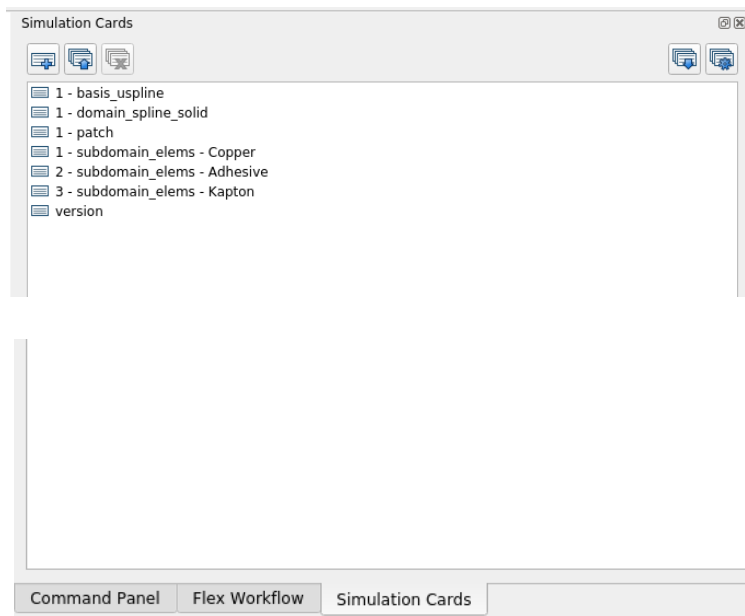 Simulation Cards
1 - basis_uspline
1 - domain_spline_solid
1 - patch
1 - subdomain_elems - Copper
2 - subdomain_elems - Adhesive
3 - subdomain_elems - Kapton
version
Command Panel
Flex Workflow
Simulation Cards